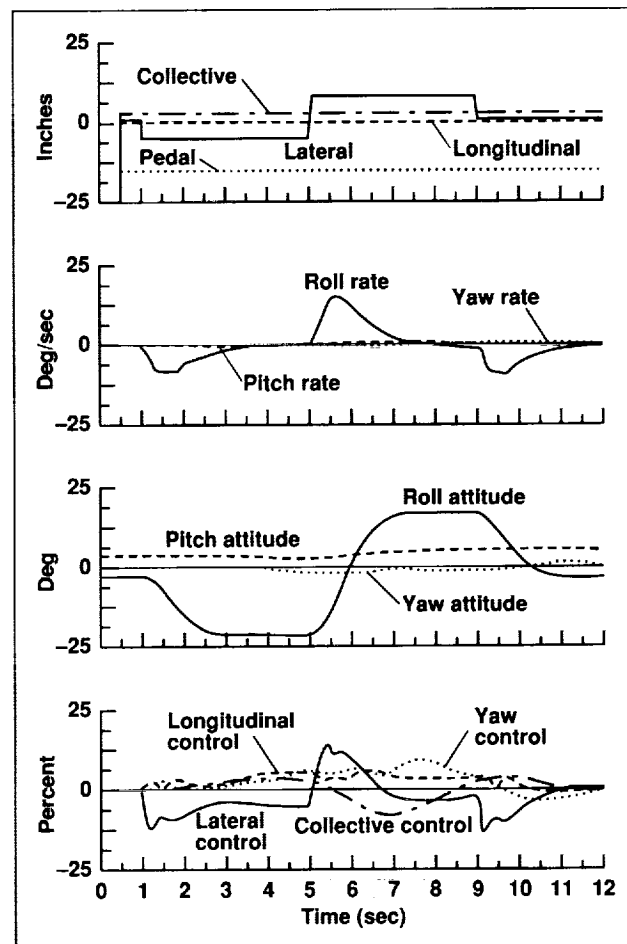 25
Collective
0
Inches
Pedal
Lateral
Longitudinal
–25
25
Roll rate
Yaw rate
0
Deg/sec
Pitch rate
–25
25
Roll attitude
Pitch attitude
0
Deg
Yaw attitude
–25
25
Longitudinal
control
Yaw
control
0
Percent
Lateral
control
Collective control
–25
0 1 2 3 4 5 6 7 8 9 10 11 12
Time (sec)